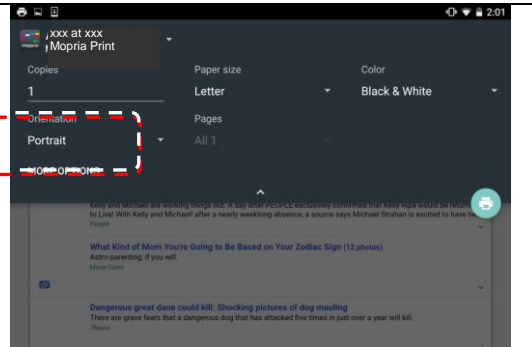 2:01
xxx at xxx
Mopria Print
Copies
Paper size
Color
1
Letter
Black & White
Orientation
Pages
Portrait
All 1
MORE OPTIONS
Kelly and Michael are working things out. A day after PEOPLE exclusively confirmed that Kelly Ripa would be
to Live! With Kelly and Michael! after a nearly weeklong absence, a source says Michael Strahan is excited to have
People
What Kind of Mom You're Going to Be Based on Your Zodiac Sign (13 photos)
Astro-parenting, if you will.
Marie Claire
Dangerous great dane could kill: Shocking pictures of dog mauling
There are grave fears that a dangerous dog that has attacked five times in just over a year will kill.
7News